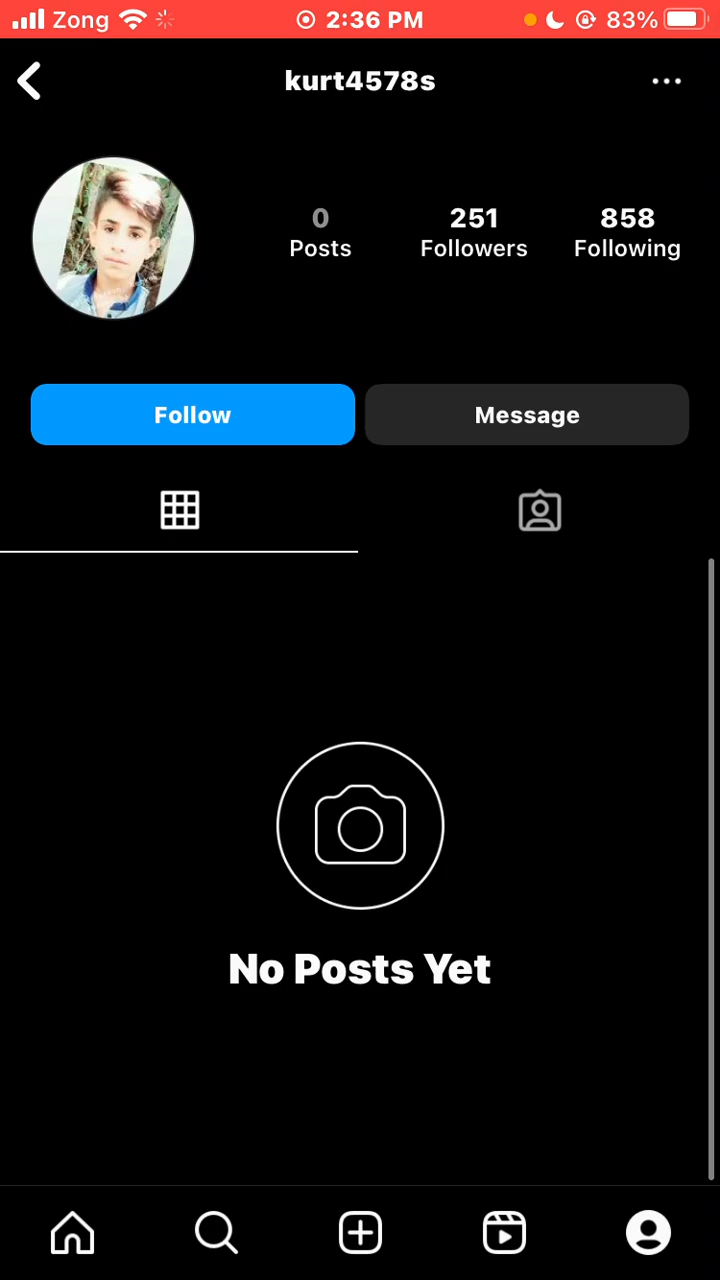 Zong 2:36 PM 83%
kurt4578s
0 251 858
Posts Followers Following
Follow Message
No Posts Yet